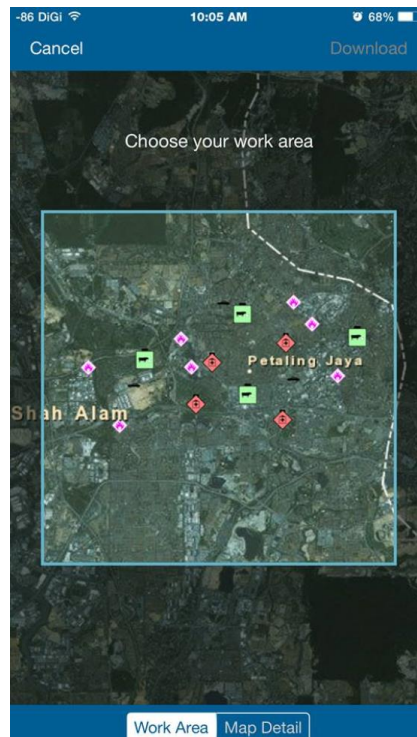 -86 DiGi 10:05 AM 68%
Cancel Download
Choose your work area
Petaling Jaya
Shah Alam
Work Area Map Detail